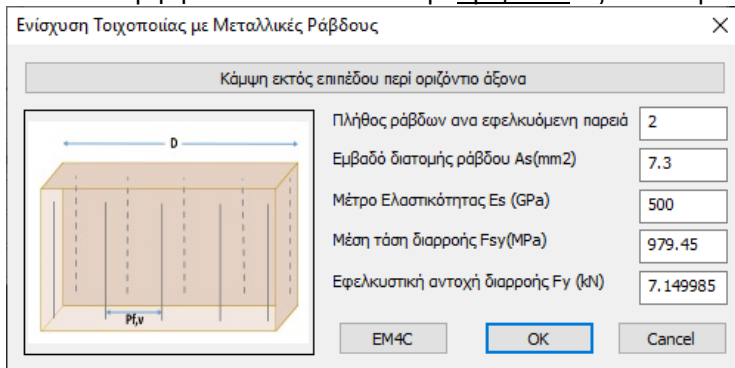 Ενίσχυση Τοιχοποιίας με Μεταλλικές Ράβδους
Κάμψη εκτός επιπέδου περί οριζόντιο άξονα
D
Pf,v
Πλήθος ράβδων ανα εφελκυόμενη παρειά 2
Εμβαδό διατομής ράβδου As(mm2) 7.3
Μέτρο Ελαστικότητας Es (GPa) 500
Μέση τάση διαρροής Fsy(MPa) 979.45
Εφελκυστική αντοχή διαρροής Fy (kN) 7.149985
EM4C OK Cancel